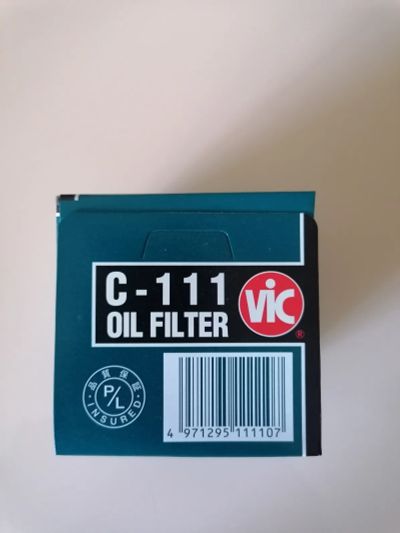 C-111
OIL FILTER
VIC
®
品質保証
P/L
INSURED
4 971295 111107